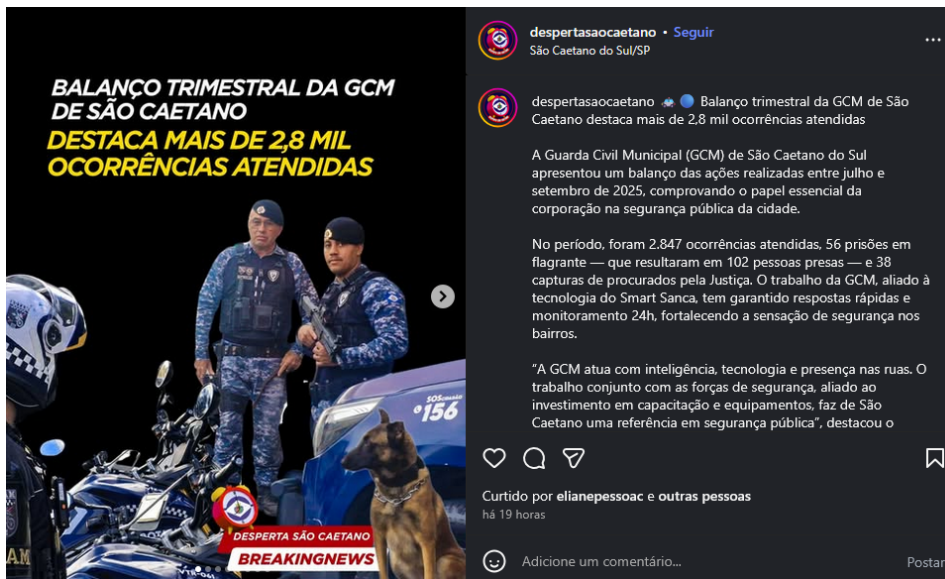 BALANÇO TRIMESTRAL DA GCM
DE SÃO CAETANO
DESTACA MAIS DE 2,8 MIL
OCORRÊNCIAS ATENDIDAS
SOS CIDADÃO
156
DESPERTA SÃO CAETANO
BREAKINGNEWS
VTR-061
AM
despertasaocaetano • Seguir
São Caetano do Sul/SP
despertasaocaetano 🚓 🔵 Balanço trimestral da GCM de São
Caetano destaca mais de 2,8 mil ocorrências atendidas
A Guarda Civil Municipal (GCM) de São Caetano do Sul
apresentou um balanço das ações realizadas entre julho e
setembro de 2025, comprovando o papel essencial da
corporação na segurança pública da cidade.
No período, foram 2.847 ocorrências atendidas, 56 prisões em
flagrante — que resultaram em 102 pessoas presas — e 38
capturas de procurados pela Justiça. O trabalho da GCM, aliado à
tecnologia do Smart Sanca, tem garantido respostas rápidas e
monitoramento 24h, fortalecendo a sensação de segurança nos
bairros.
“A GCM atua com inteligência, tecnologia e presença nas ruas. O
trabalho conjunto com as forças de segurança, aliado ao
investimento em capacitação e equipamentos, faz de São
Caetano uma referência em segurança pública”, destacou o
Curtido por elianepessoac e outras pessoas
há 19 horas
Adicione um comentário...
Postar